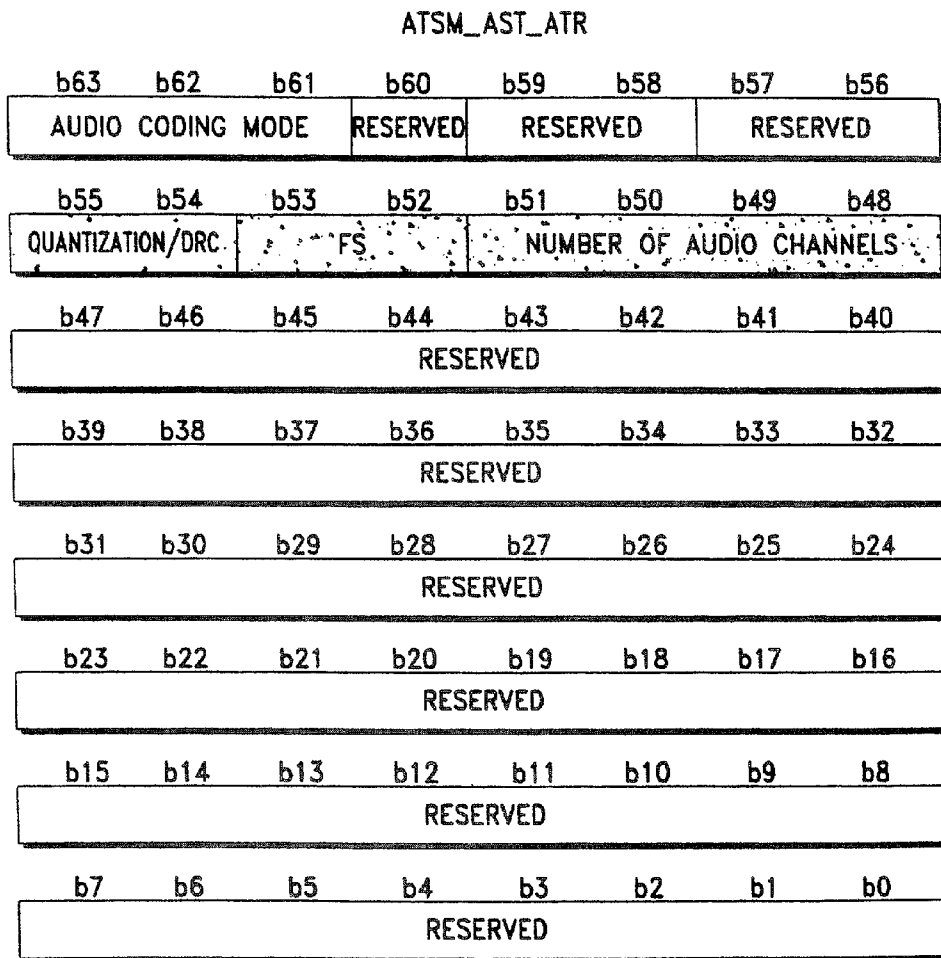 ATSM_AST_ATR
b63 b62 b61 b60 b59 b58 b57 b56
AUDIO CODING MODE RESERVED RESERVED RESERVED
b55 b54 b53 b52 b51 b50 b49 b48
QUANTIZATION/DRC FS NUMBER OF AUDIO CHANNELS
b47 b46 b45 b44 b43 b42 b41 b40
RESERVED
b39 b38 b37 b36 b35 b34 b33 b32
RESERVED
b31 b30 b29 b28 b27 b26 b25 b24
RESERVED
b23 b22 b21 b20 b19 b18 b17 b16
RESERVED
b15 b14 b13 b12 b11 b10 b9 b8
RESERVED
b7 b6 b5 b4 b3 b2 b1 b0
RESERVED